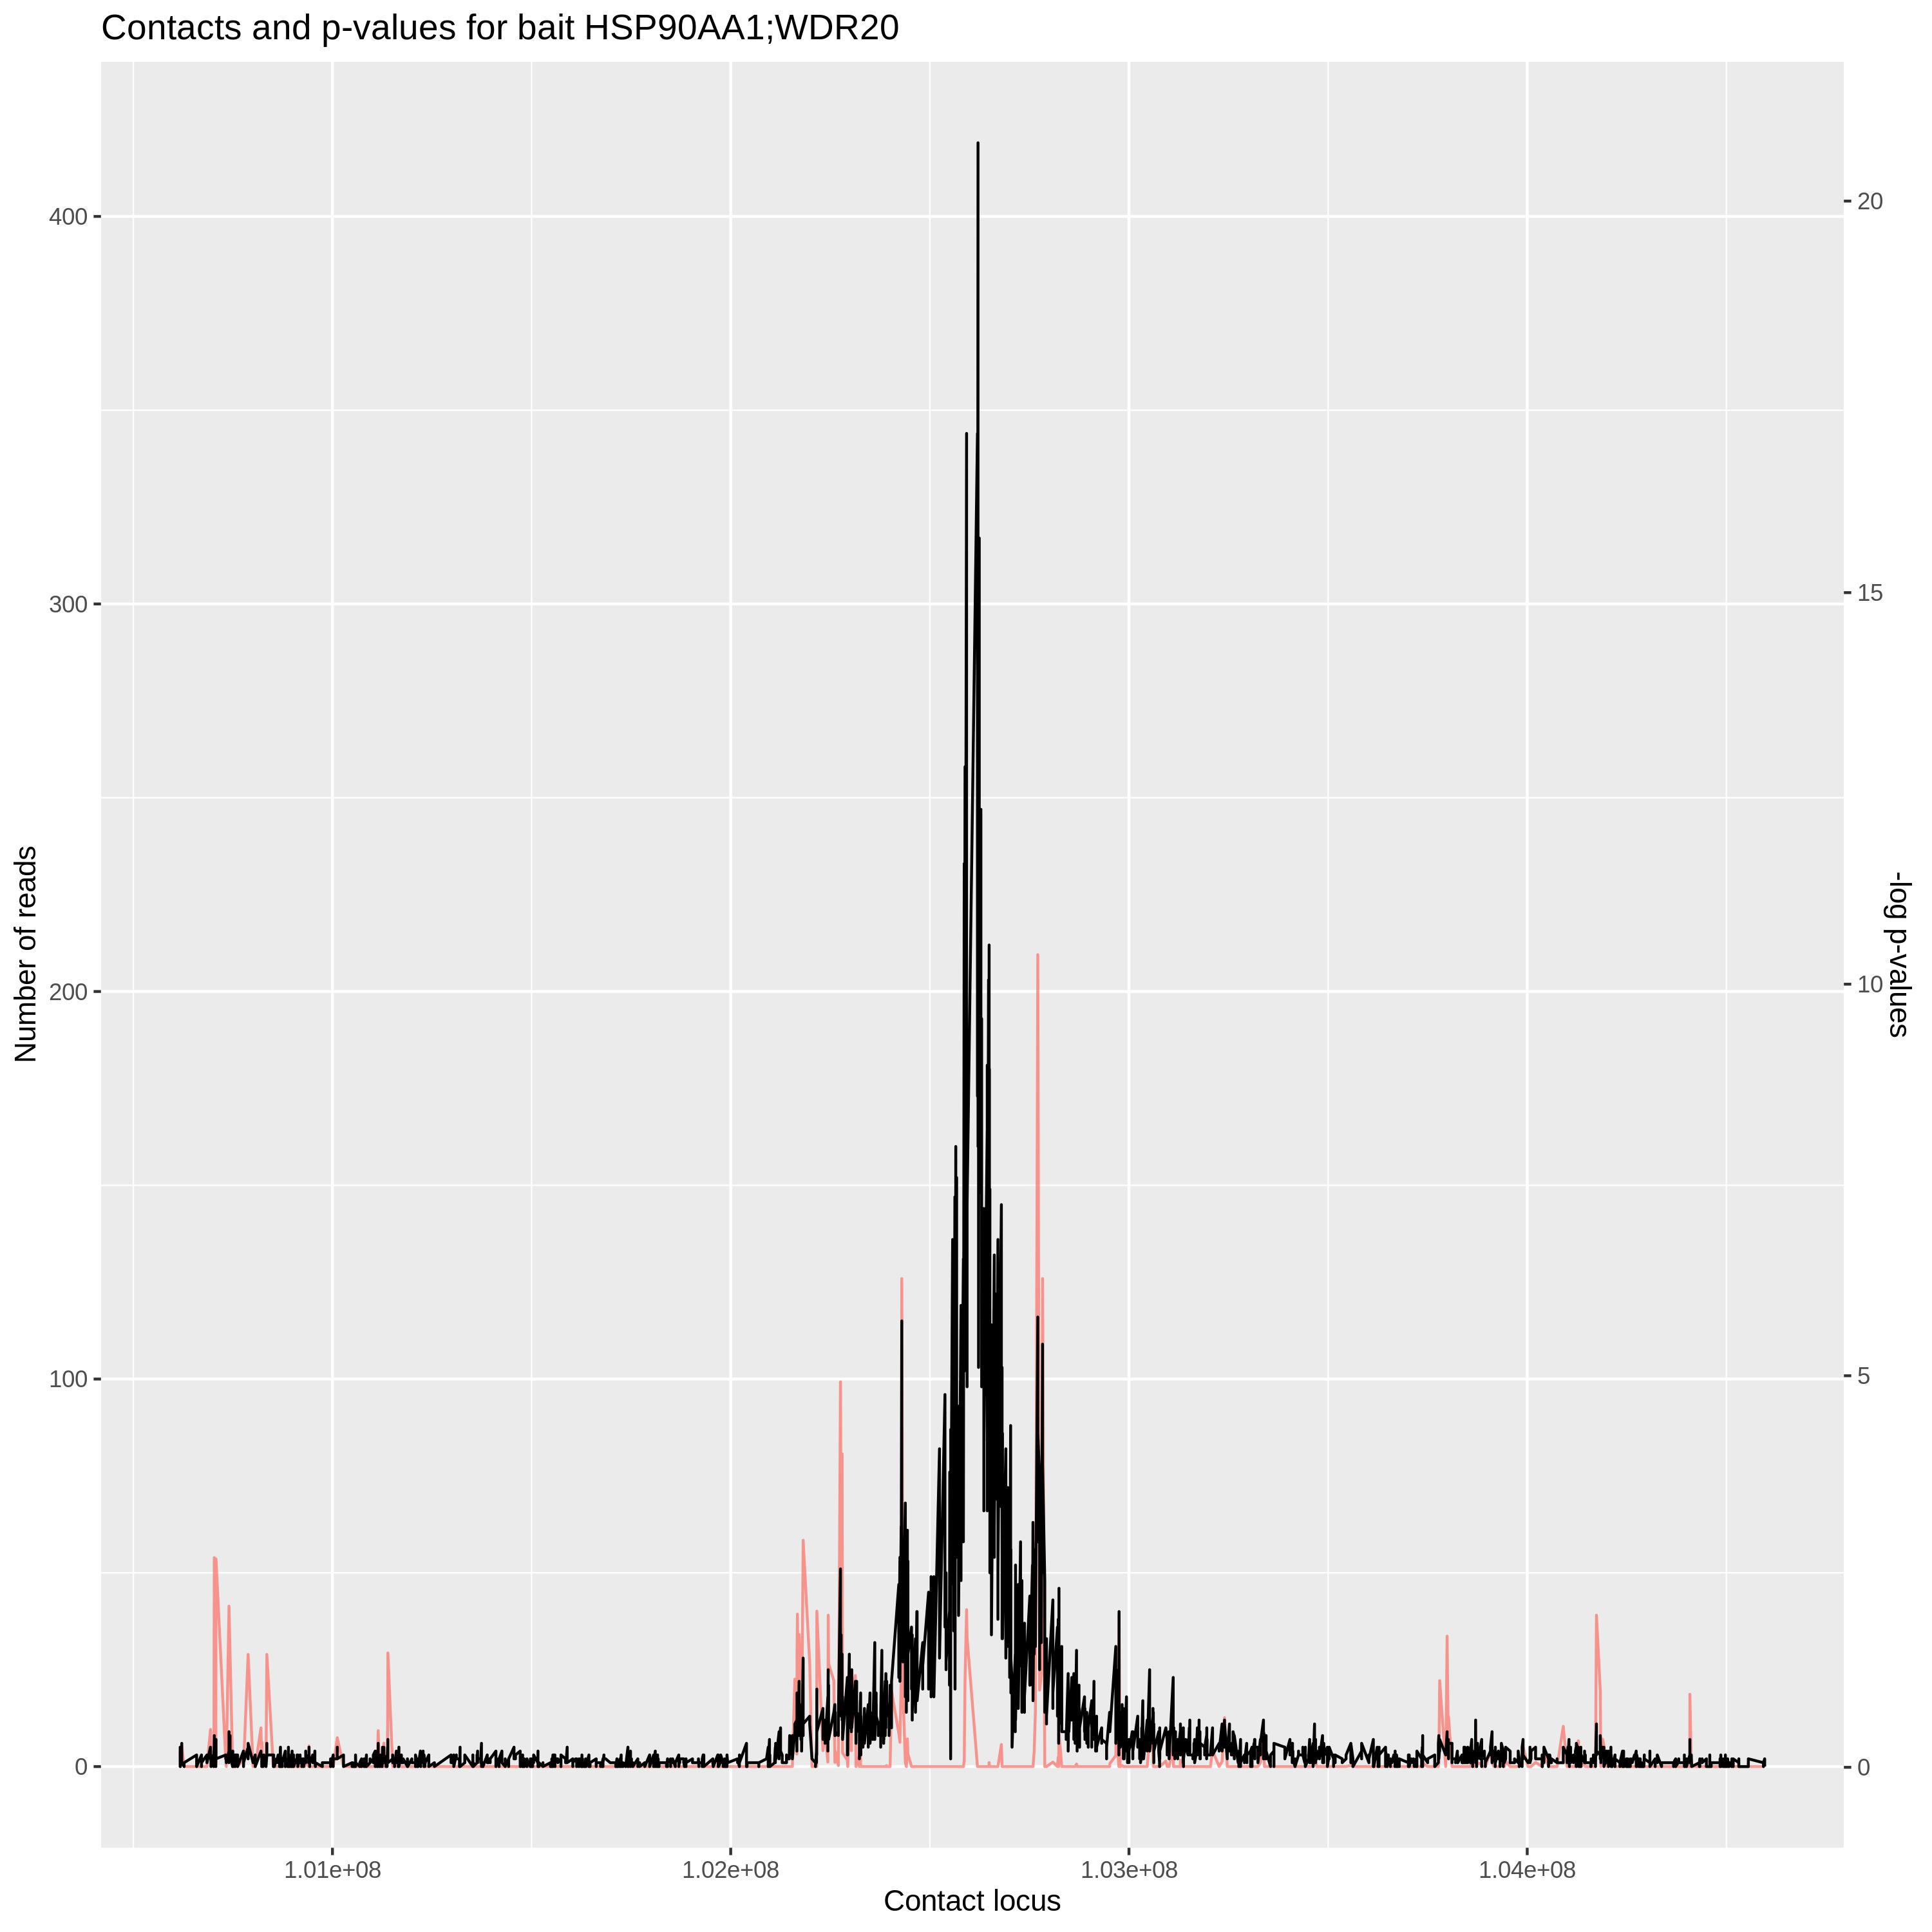 Contacts and p-values for bait HSP90AA1;WDR20
400
300
200
100
0
Number of reads
20
15
10
5
0
-log p-values
1.01e+08
1.02e+08
1.03e+08
1.04e+08
Contact locus